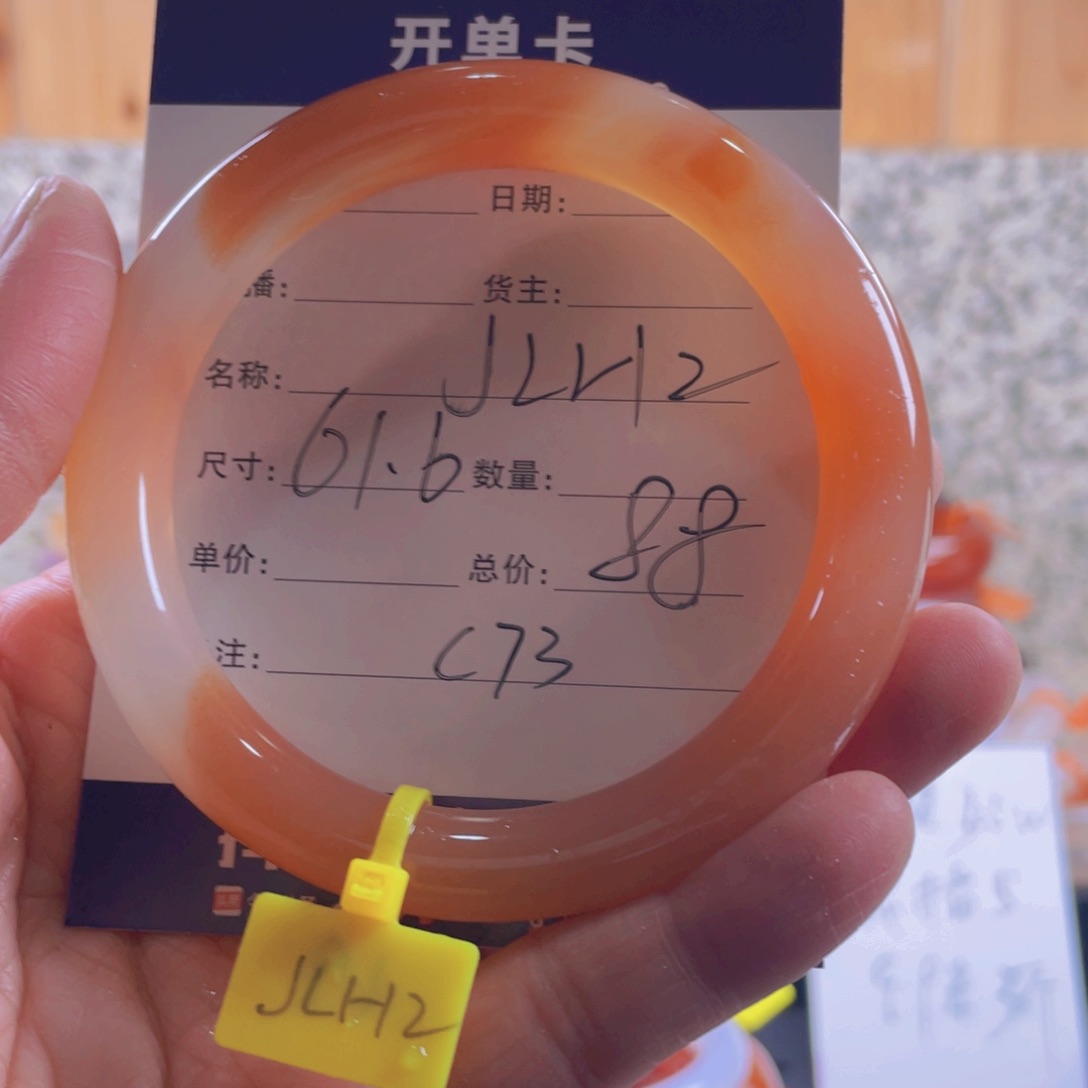 开单卡
日期:
播: 货主:
名称: JLH2
尺寸: 61.6 数量:
单价: 总价: 88
注: C73
JLH2